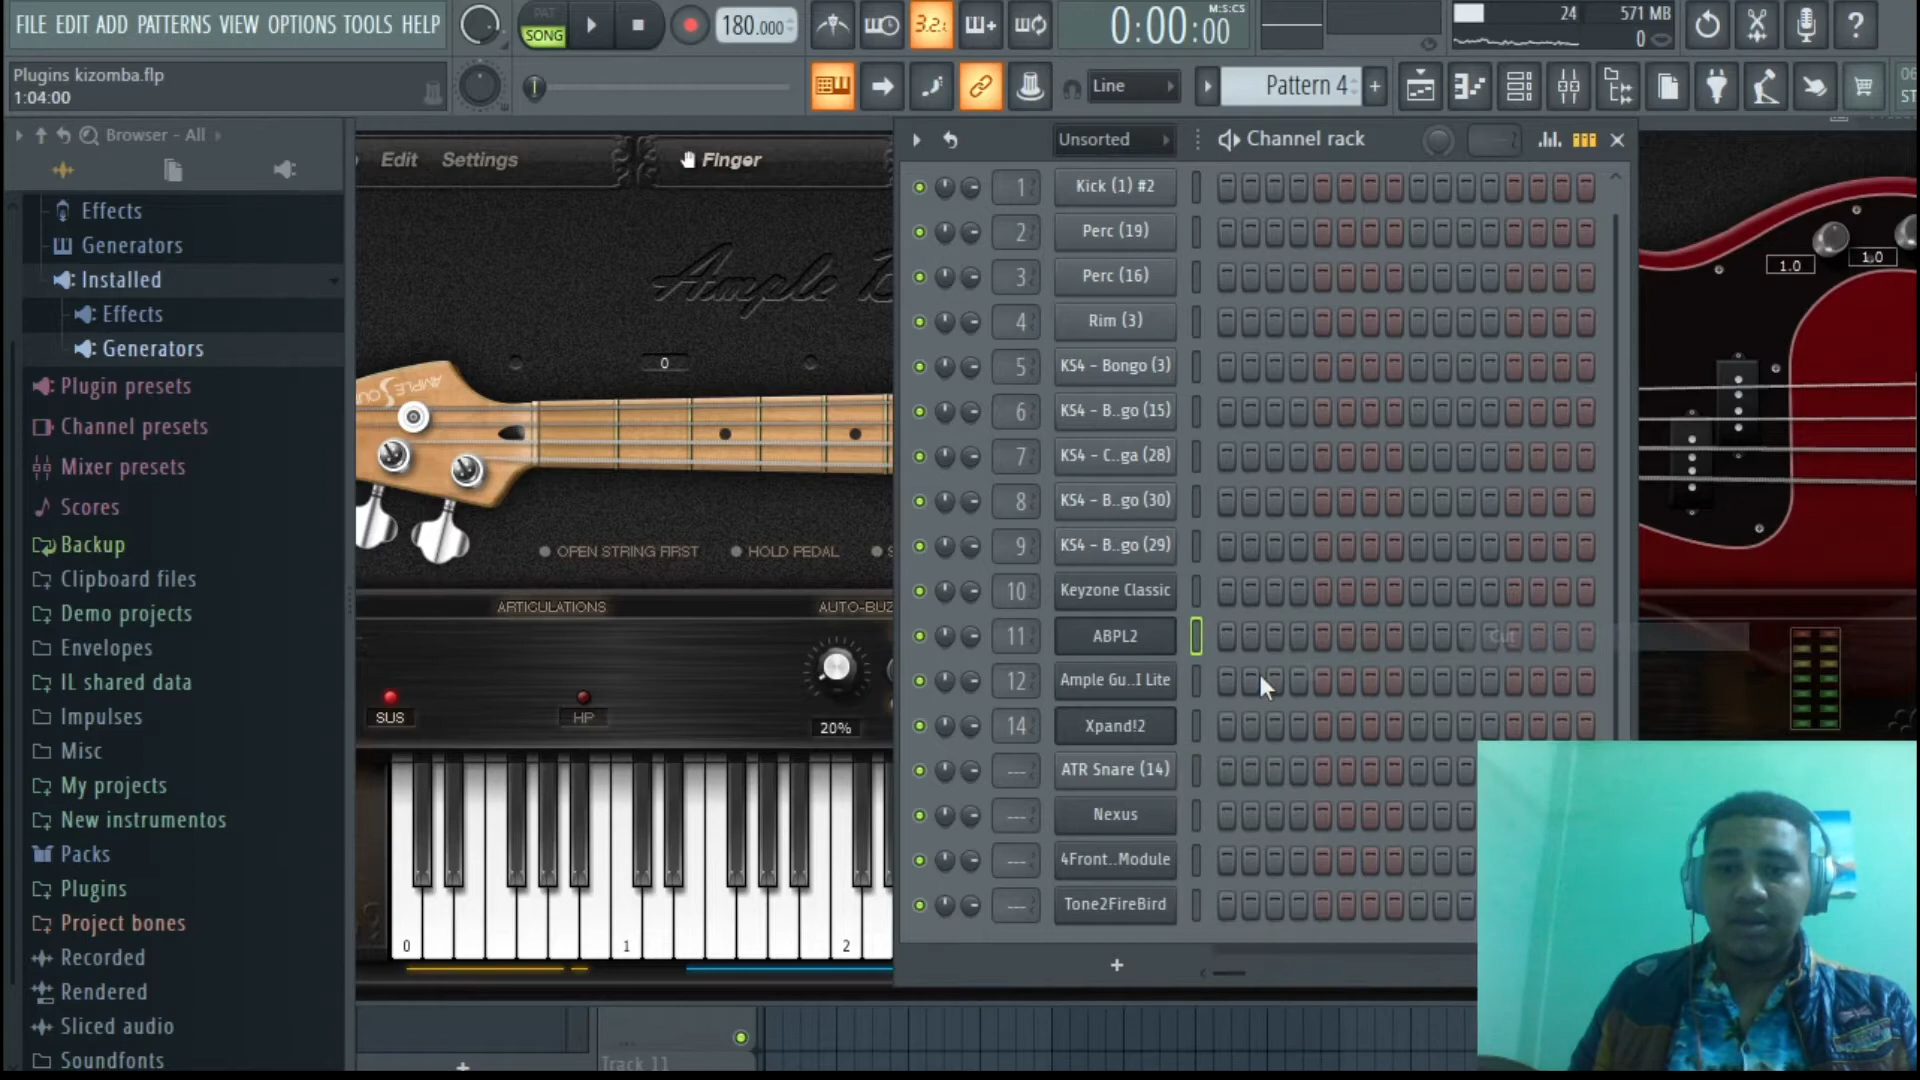 FILE EDIT ADD PATTERNS VIEW OPTIONS TOOLS HELP
PAT
SONG
180.000
3.2.
0:00:00
M:S:CS
24
571 MB
0
Plugins kizomba.flp
1:04:00
Line
Pattern 4
+
Browser - All
Effects
Generators
Installed
Effects
Generators
Plugin presets
Channel presets
Mixer presets
Scores
Backup
Clipboard files
Demo projects
Envelopes
IL shared data
Impulses
Misc
My projects
New instrumentos
Packs
Plugins
Project bones
Recorded
Rendered
Sliced audio
Soundfonts
Edit Settings
Finger
0
OPEN STRING FIRST
HOLD PEDAL
ARTICULATIONS
SUS
HP
20%
0
1
2
Unsorted
Channel rack
1 Kick (1) #2
2 Perc (19)
3 Perc (16)
4 Rim (3)
5 KS4 - Bongo (3)
6 KS4 - B..go (15)
7 KS4 - C..ga (28)
8 KS4 - B..go (30)
9 KS4 - B..go (29)
10 Keyzone Classic
11 ABPL2
Cut
12 Ample Gu..I Lite
14 Xpand!2
--- ATR Snare (14)
--- Nexus
--- 4Front..Module
--- Tone2FireBird
+
1.0
1.0
Track 11